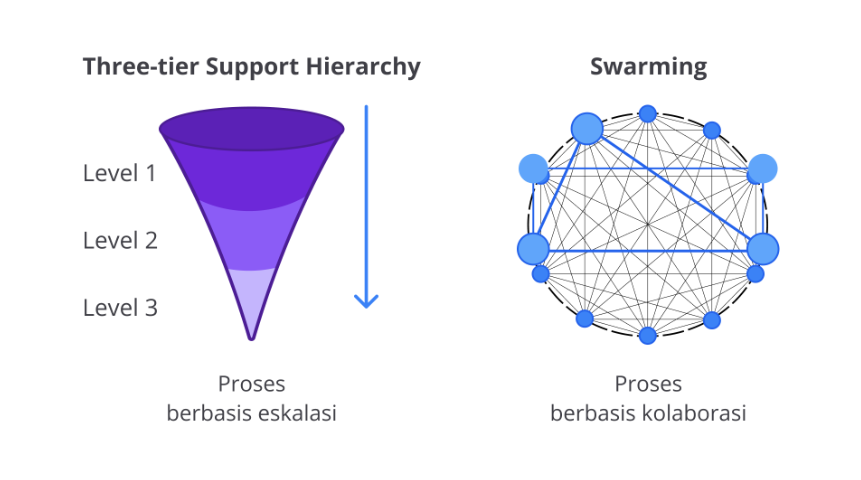 Three-tier Support Hierarchy
Level 1
Level 2
Level 3
Proses
berbasis eskalasi
Swarming
Proses
berbasis kolaborasi